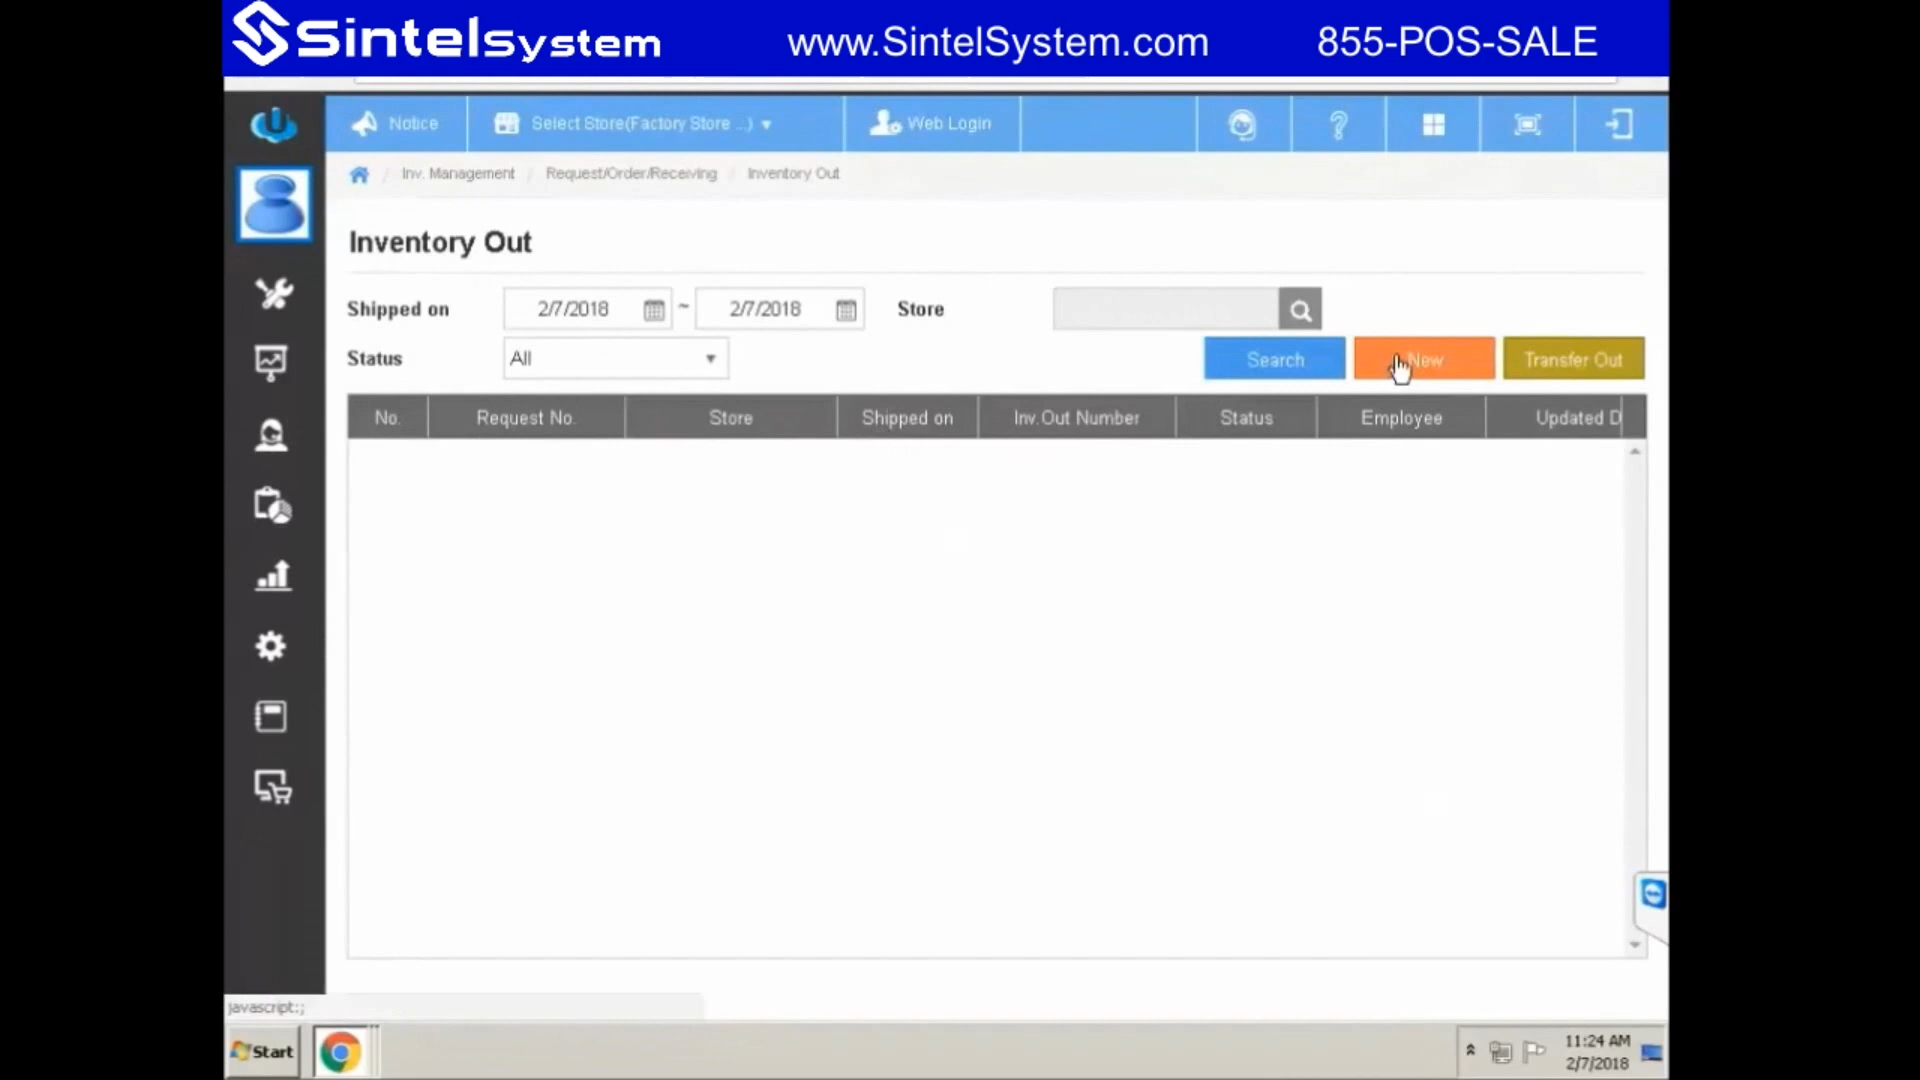 Sintelsystem www.SintelSystem.com 855-POS-SALE
Notice Select Store(Factory Store ...) Web Login
/ Inv. Management / Request/Order/Receiving / Inventory Out
Inventory Out
Shipped on 2/7/2018 ~ 2/7/2018 Store
Status All Search New Transfer Out
No. Request No. Store Shipped on Inv.Out Number Status Employee Updated D
javascript:;
Start 11:24 AM
2/7/2018